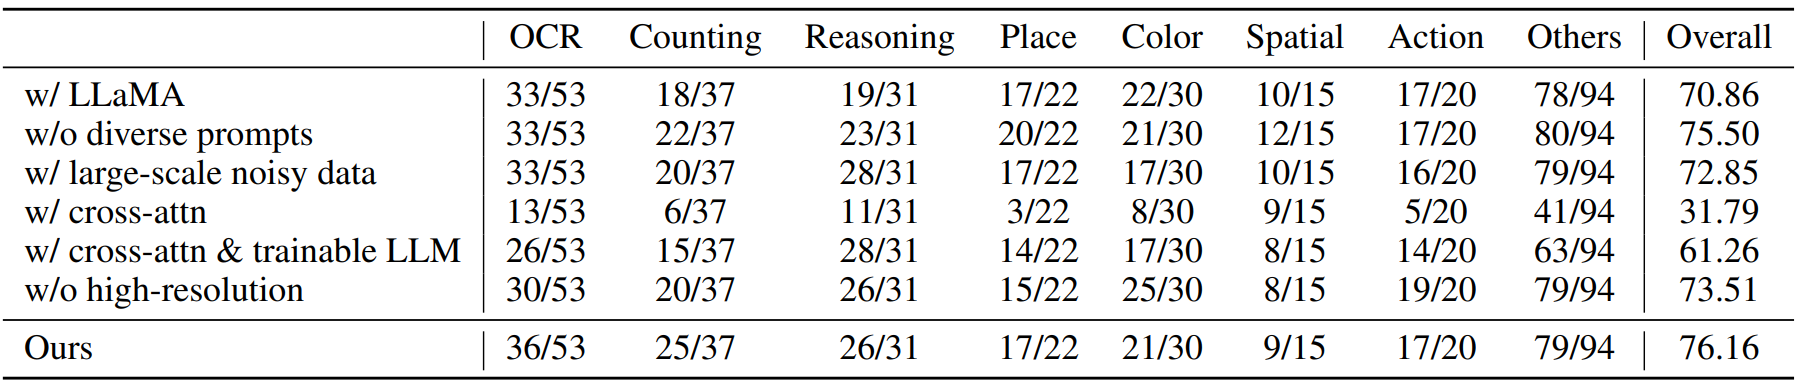 OCR Counting Reasoning Place Color Spatial Action Others Overall
w/ LLaMA 33/53 18/37 19/31 17/22 22/30 10/15 17/20 78/94 70.86
w/o diverse prompts 33/53 22/37 23/31 20/22 21/30 12/15 17/20 80/94 75.50
w/ large-scale noisy data 33/53 20/37 28/31 17/22 17/30 10/15 16/20 79/94 72.85
w/ cross-attn 13/53 6/37 11/31 3/22 8/30 9/15 5/20 41/94 31.79
w/ cross-attn & trainable LLM 26/53 15/37 28/31 14/22 17/30 8/15 14/20 63/94 61.26
w/o high-resolution 30/53 20/37 26/31 15/22 25/30 8/15 19/20 79/94 73.51
Ours 36/53 25/37 26/31 17/22 21/30 9/15 17/20 79/94 76.16